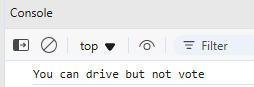 Console
top
Filter
You can drive but not vote